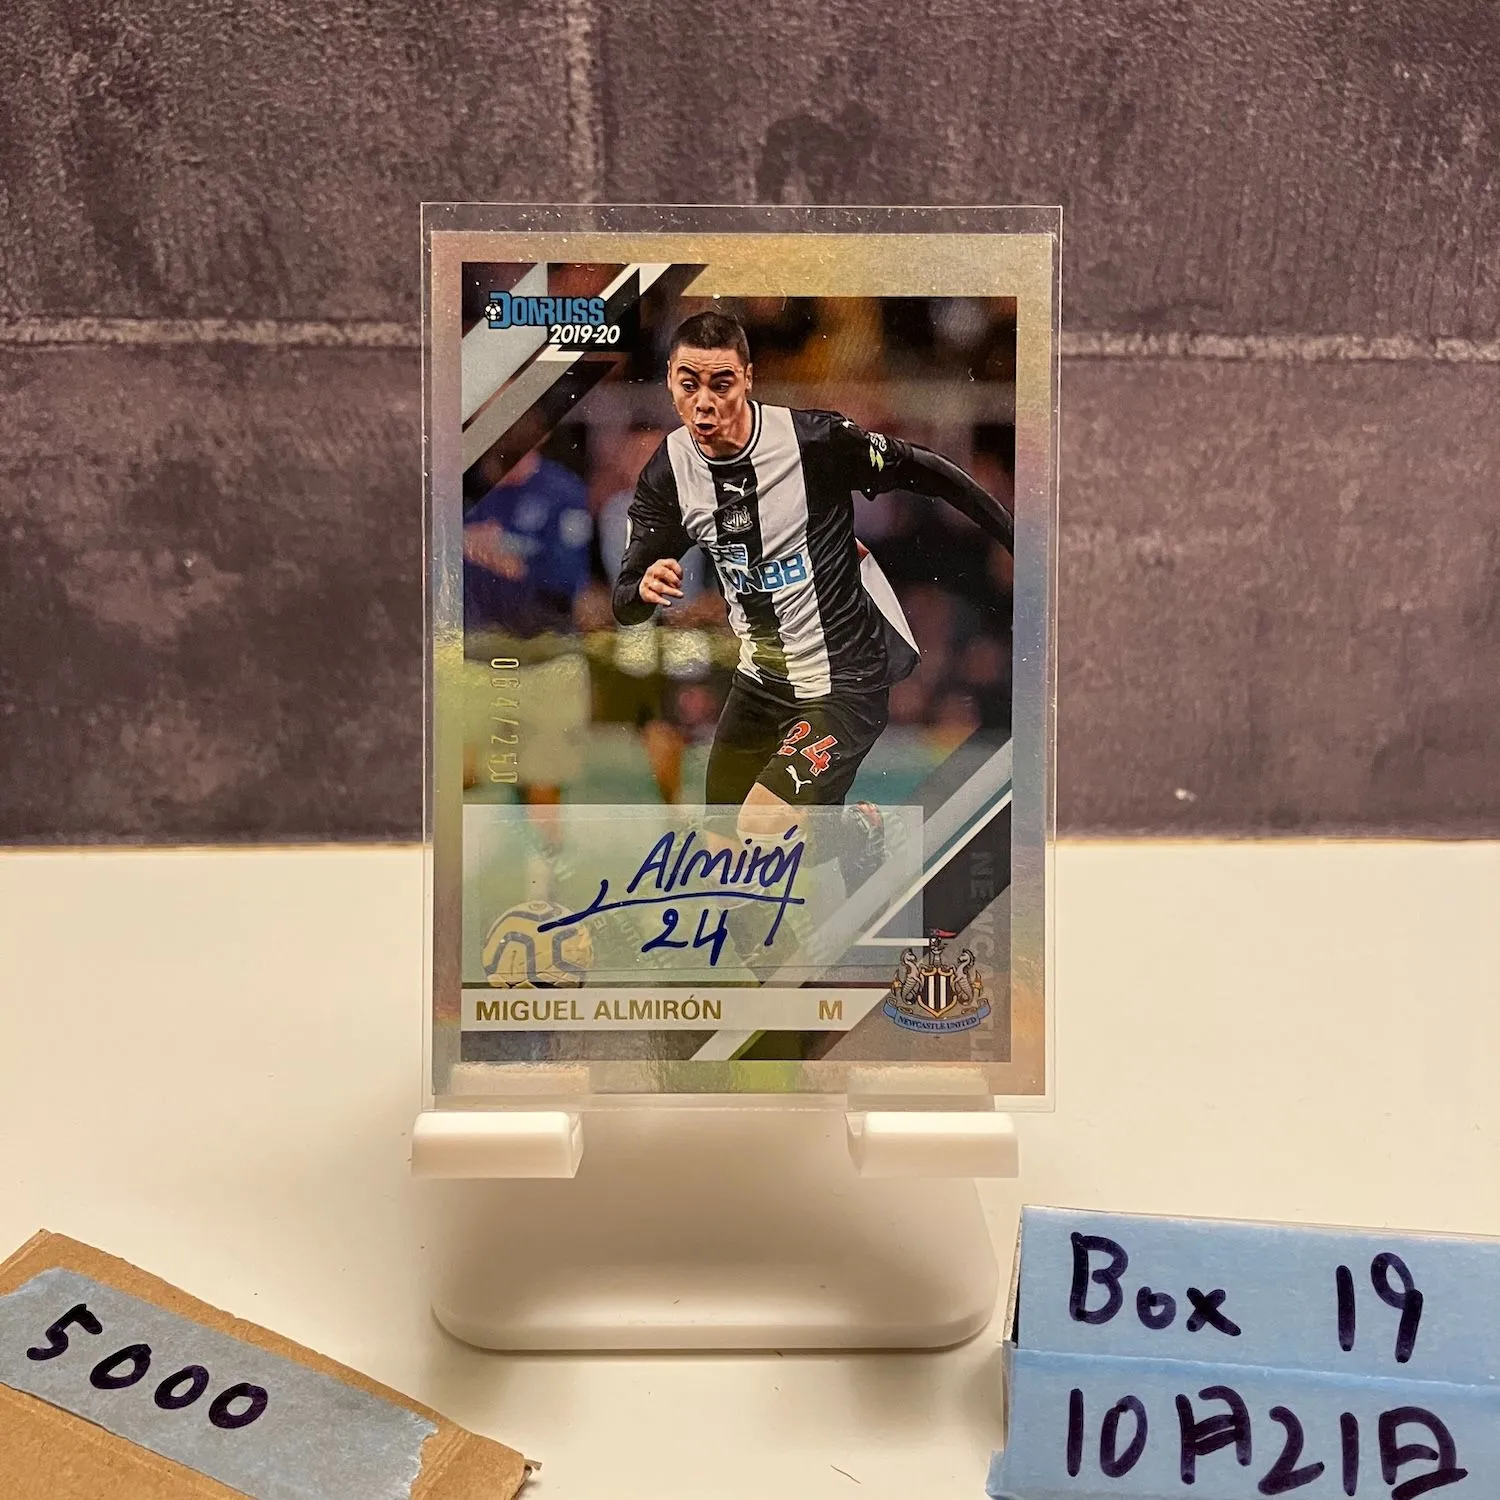 DONRUSS
2019-20
24
064/250
Almirón
24
MIGUEL ALMIRÓN M
NEWCASTLE UNITED
5000
Box 19
10月21日